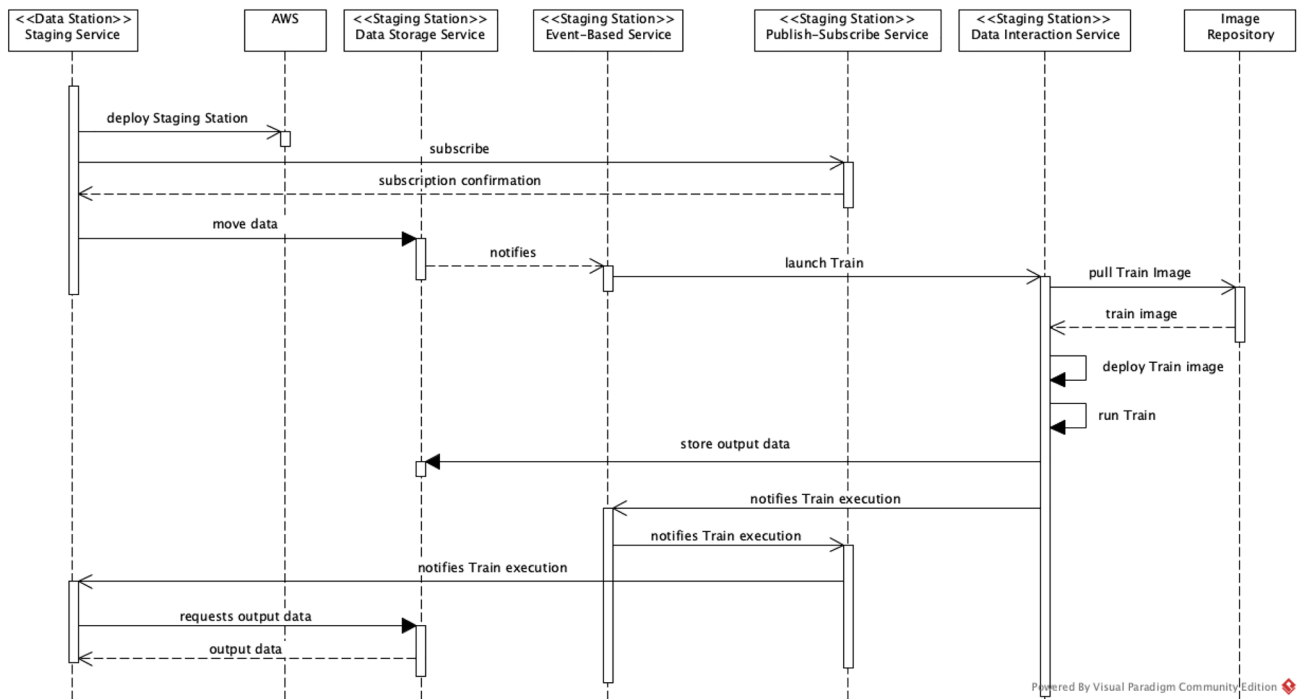 <<Data Station>>
Staging Service
AWS
<<Staging Station>>
Data Storage Service
<<Staging Station>>
Event-Based Service
<<Staging Station>>
Publish-Subscribe Service
<<Staging Station>>
Data Interaction Service
Image
Repository
deploy Staging Station
subscribe
subscription confirmation
move data
notifies
launch Train
pull Train Image
train image
deploy Train image
run Train
store output data
notifies Train execution
notifies Train execution
notifies Train execution
requests output data
output data
Powered By Visual Paradigm Community Edition